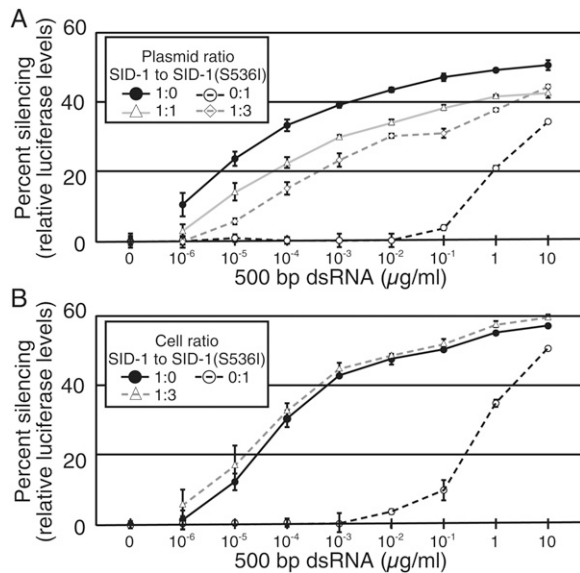 A
60
40
20
0
Percent silencing
(relative luciferase levels)
Plasmid ratio
SID-1 to SID-1(S536I)
1:0 0:1
1:1 1:3
0 10⁻⁶ 10⁻⁵ 10⁻⁴ 10⁻³ 10⁻² 10⁻¹ 1 10
500 bp dsRNA (µg/ml)
B
60
40
20
0
Percent silencing
(relative luciferase levels)
Cell ratio
SID-1 to SID-1(S536I)
1:0 0:1
1:3
0 10⁻⁶ 10⁻⁵ 10⁻⁴ 10⁻³ 10⁻² 10⁻¹ 1 10
500 bp dsRNA (µg/ml)